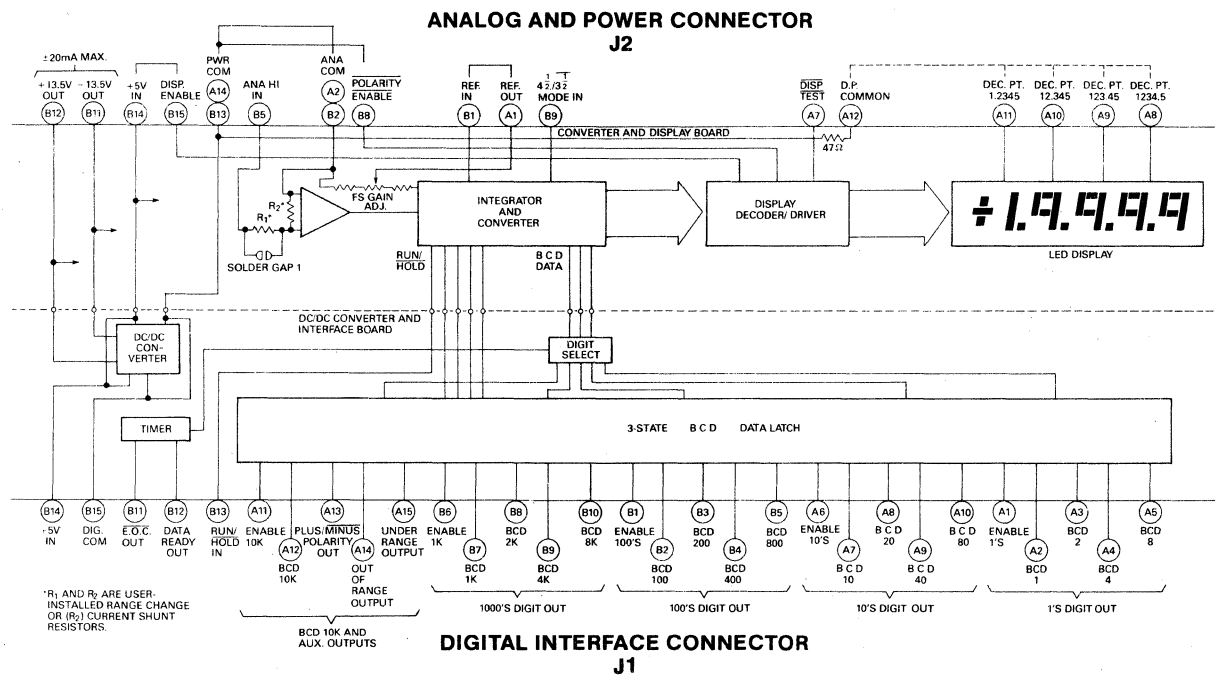 ANALOG AND POWER CONNECTOR
J2
±20mA MAX.
+13.5V OUT
B12
-13.5V OUT
B11
+5V IN
B14
DISP. ENABLE
B15
PWR COM
A14
B13
ANA HI IN
B5
ANA COM
A2
B2
POLARITY ENABLE
B8
REF. IN
B1
REF. OUT
A1
4 1/2/3 1/2 MODE IN
B9
DISP TEST
A7
D.P. COMMON
A12
DEC. PT. 1.2345
A11
DEC. PT. 12.345
A10
DEC. PT. 123.45
A9
DEC. PT. 1234.5
A8
CONVERTER AND DISPLAY BOARD
47Ω
R2*
R1*
SOLDER GAP 1
FS GAIN ADJ.
INTEGRATOR AND CONVERTER
DISPLAY DECODER/ DRIVER
+1.9.9.9.9
LED DISPLAY
RUN/ HOLD
B C D DATA
DC/DC CONVERTER AND INTERFACE BOARD
DC/DC CON- VERTER
DIGIT SELECT
TIMER
3-STATE B C D DATA LATCH
B14
+5V IN
B15
DIG. COM
B11
E.O.C. OUT
B12
DATA READY OUT
B13
RUN/ HOLD IN
A11
ENABLE 10K
A12
BCD 10K
A13
PLUS/MINUS POLARITY OUT
A14
OUT OF RANGE OUTPUT
A15
UNDER RANGE OUTPUT
B6
ENABLE 1K
B7
BCD 1K
B8
BCD 2K
B9
BCD 4K
B10
BCD 8K
B1
ENABLE 100'S
B2
BCD 100
B3
BCD 200
B4
BCD 400
B5
BCD 800
A6
ENABLE 10'S
A7
B C D 10
A8
B C D 20
A9
B C D 40
A10
B C D 80
A1
ENABLE 1'S
A2
BCD 1
A3
BCD 2
A4
BCD 4
A5
BCD 8
*R1 AND R2 ARE USER-
INSTALLED RANGE CHANGE
OR (R2) CURRENT SHUNT
RESISTORS.
BCD 10K AND
AUX. OUTPUTS
1000'S DIGIT OUT
100'S DIGIT OUT
10'S DIGIT OUT
1'S DIGIT OUT
DIGITAL INTERFACE CONNECTOR
J1